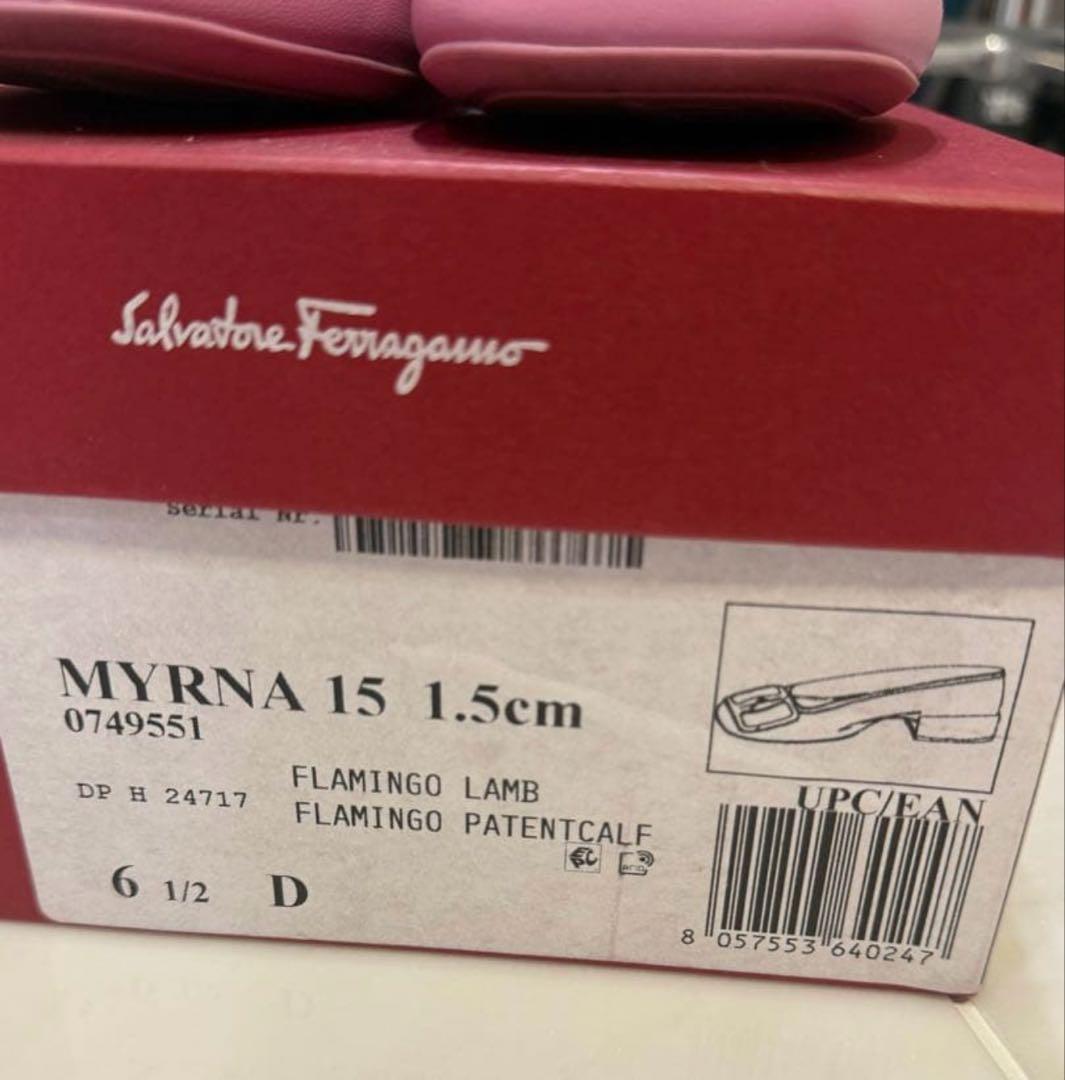 Salvatore Ferragamo
Serial Nr.
MYRNA 15 1.5cm
0749551
DP H 24717
FLAMINGO LAMB
FLAMINGO PATENTCALF
6 1/2 D
UPC/EAN
8 057553 640247